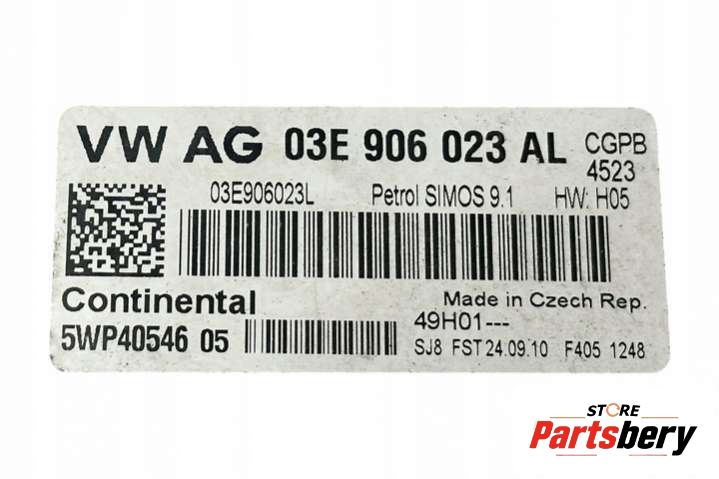 VW AG 03E 906 023 AL CGPB
4523
03E906023L Petrol SIMOS 9.1 HW: H05
Continental Made in Czech Rep.
5WP40546 05 49H01---
SJ8 FST 24.09.10 F405 1248
STORE
Partsbery